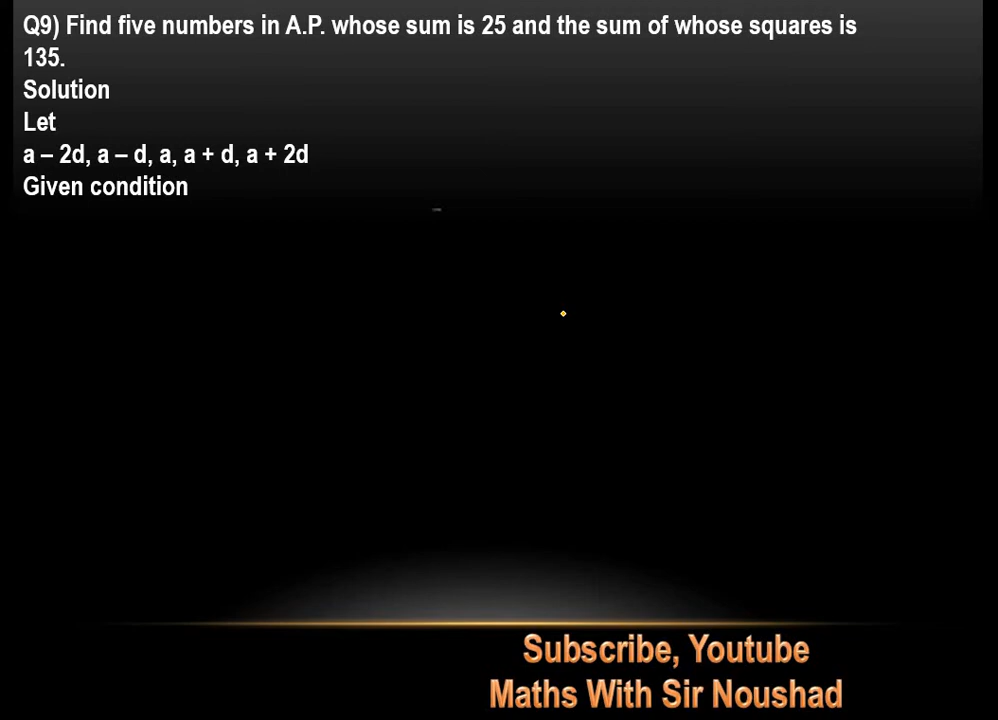 Q9) Find five numbers in A.P. whose sum is 25 and the sum of whose squares is
135.
Solution
Let
a – 2d, a – d, a, a + d, a + 2d
Given condition
Subscribe, Youtube
Maths With Sir Noushad